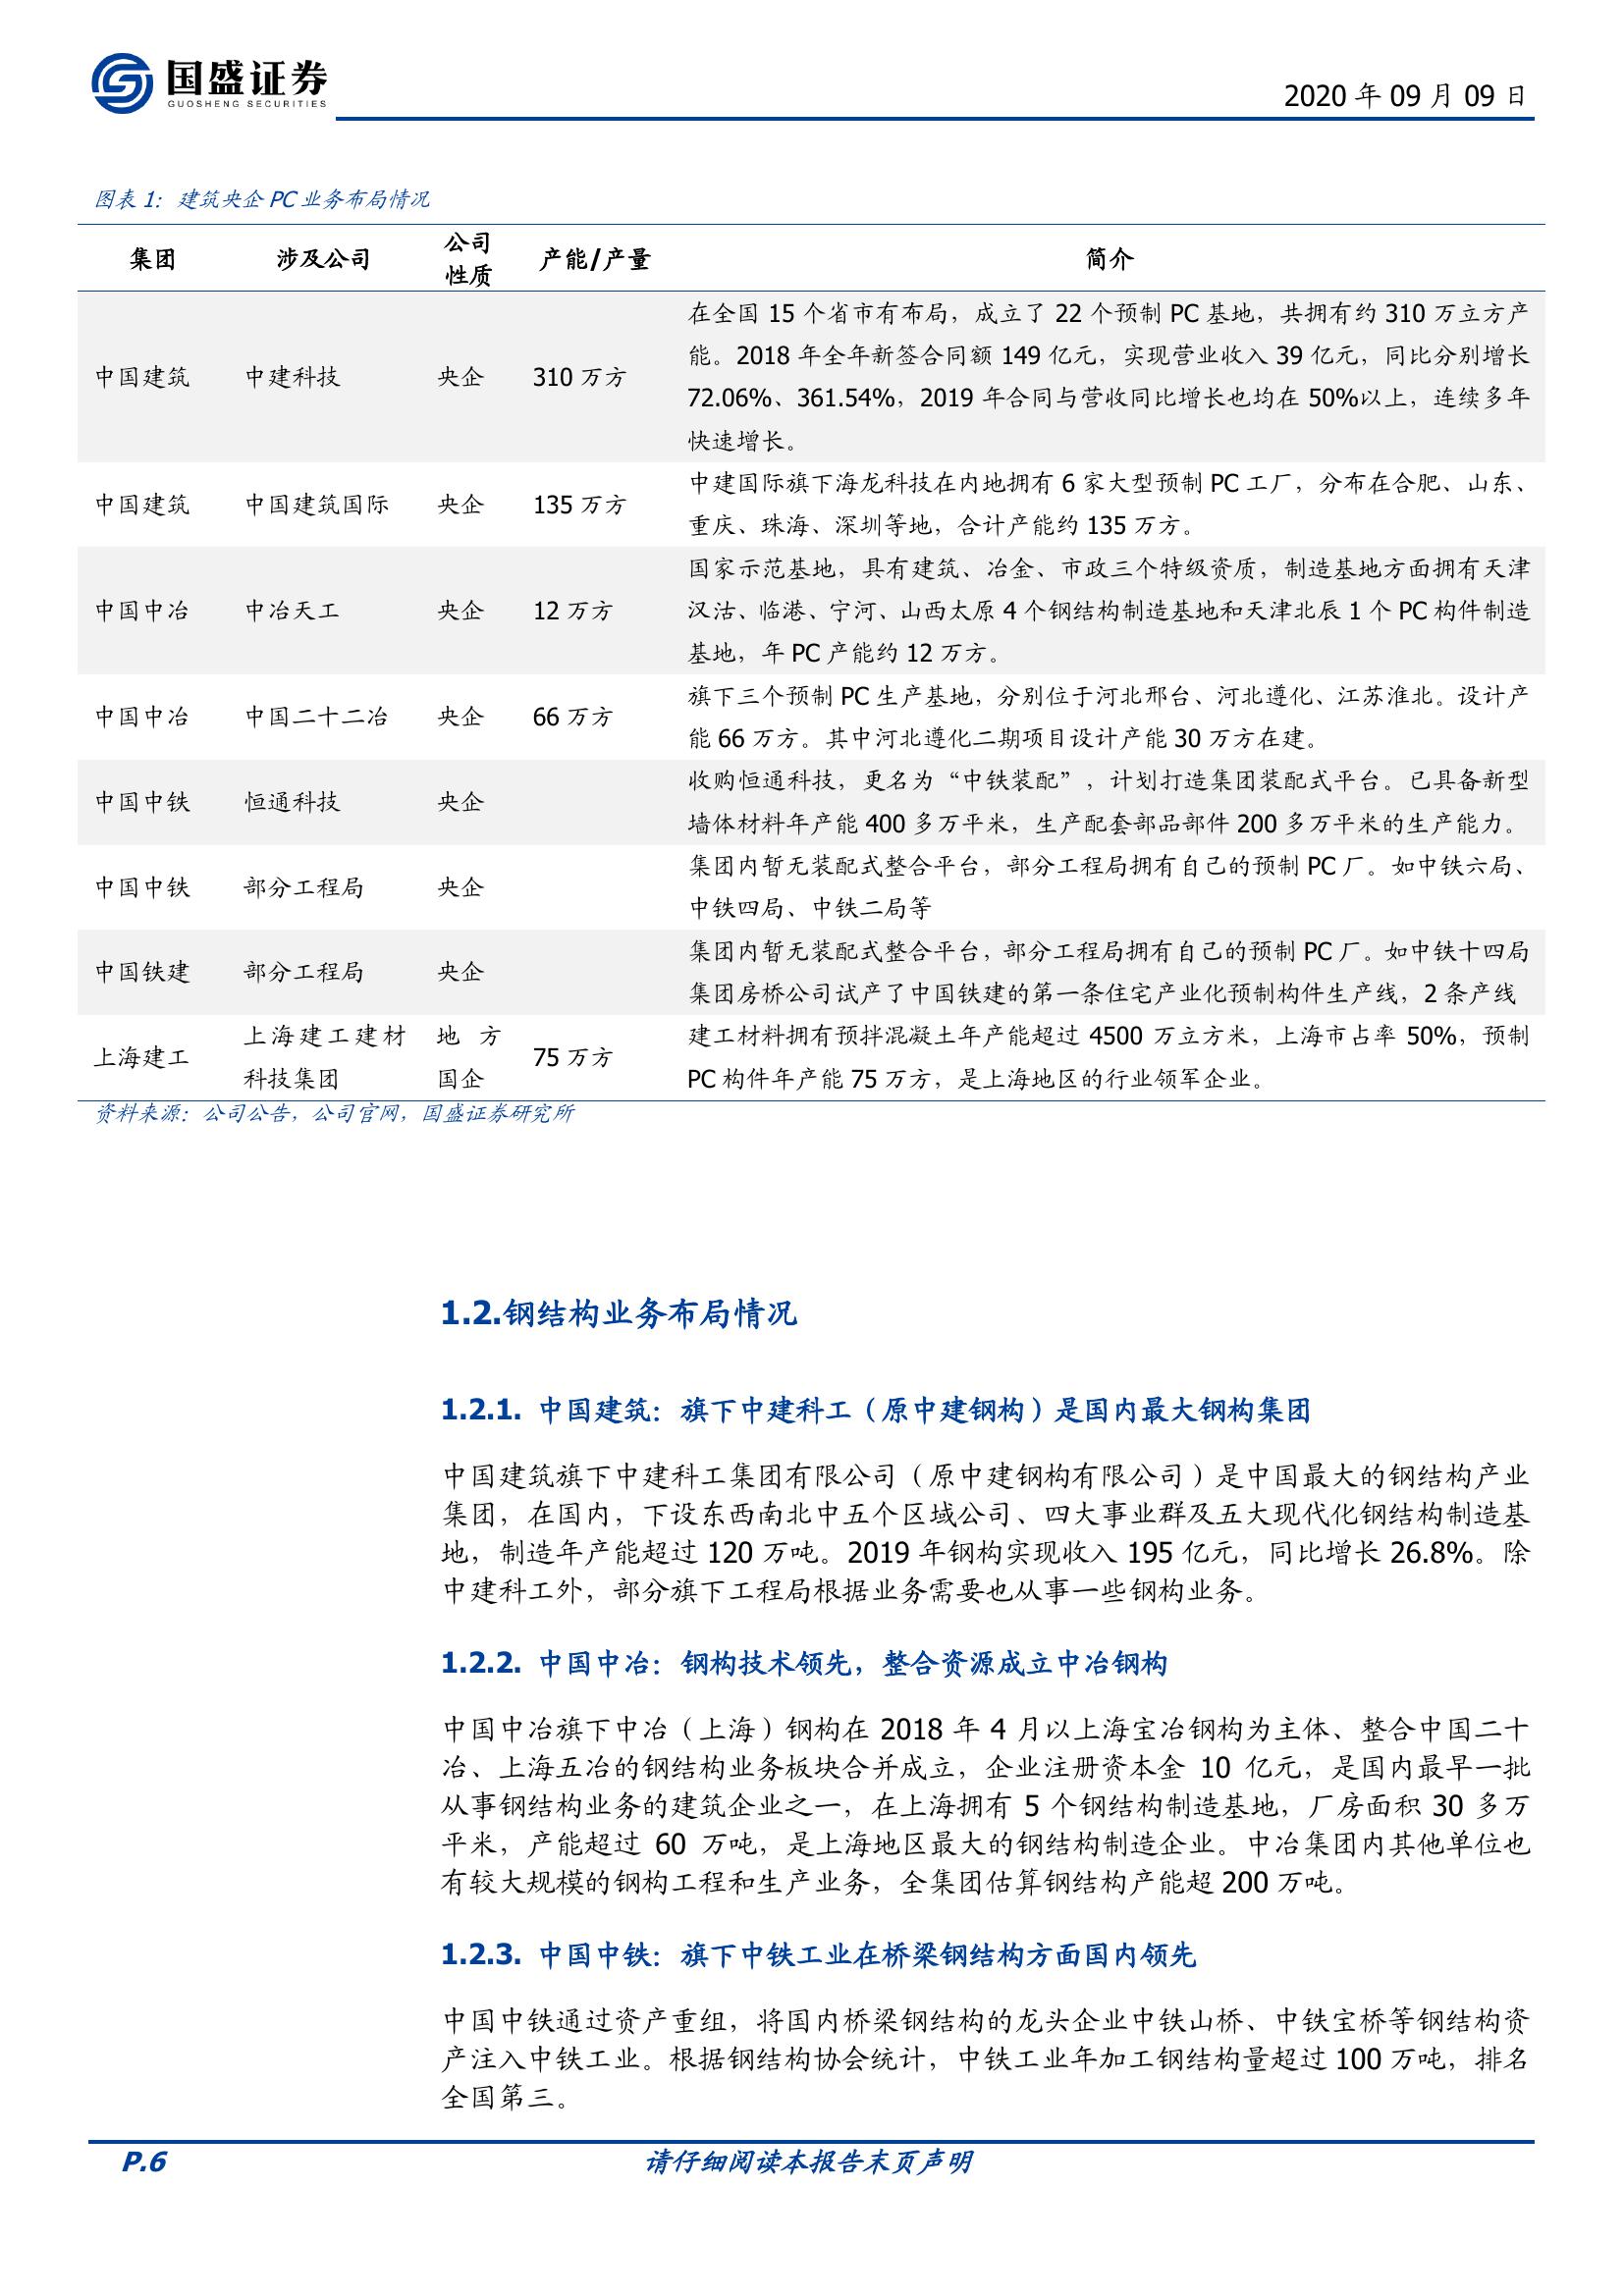 国盛证券
GUOSHENG SECURITIES
2020 年 09 月 09 日
图表 1：建筑央企 PC 业务布局情况
集团 涉及公司 公司性质 产能/产量 简介
在全国 15 个省市有布局，成立了 22 个预制 PC 基地，共拥有约 310 万立方产
能。2018 年全年新签合同额 149 亿元，实现营业收入 39 亿元，同比分别增长
中国建筑 中建科技 央企 310 万方
72.06%、361.54%，2019 年合同与营收同比增长也均在 50%以上，连续多年
快速增长。
中国建筑 中国建筑国际 央企 135 万方
中建国际旗下海龙科技在内地拥有 6 家大型预制 PC 工厂，分布在合肥、山东、
重庆、珠海、深圳等地，合计产能约 135 万方。
国家示范基地，具有建筑、冶金、市政三个特级资质，制造基地方面拥有天津
中国中冶 中冶天工 央企 12 万方 汉沽、临港、宁河、山西太原 4 个钢结构制造基地和天津北辰 1 个 PC 构件制造
基地，年 PC 产能约 12 万方。
中国中冶 中国二十二冶 央企 66 万方
旗下三个预制 PC 生产基地，分别位于河北邢台、河北遵化、江苏淮北。设计产
能 66 万方。其中河北遵化二期项目设计产能 30 万方在建。
中国中铁 恒通科技 央企
收购恒通科技，更名为“中铁装配”，计划打造集团装配式平台。已具备新型
墙体材料年产能 400 多万平米，生产配套部品部件 200 多万平米的生产能力。
中国中铁 部分工程局 央企
集团内暂无装配式整合平台，部分工程局拥有自己的预制 PC 厂。如中铁六局、
中铁四局、中铁二局等
中国铁建 部分工程局 央企
集团内暂无装配式整合平台，部分工程局拥有自己的预制 PC 厂。如中铁十四局
集团房桥公司试产了中国铁建的第一条住宅产业化预制构件生产线，2 条产线
上海建工 上海建工建材科技集团 地方国企 75 万方
建工材料拥有预拌混凝土年产能超过 4500 万立方米，上海市占率 50%，预制
PC 构件年产能 75 万方，是上海地区的行业领军企业。
资料来源：公司公告，公司官网，国盛证券研究所
1.2.钢结构业务布局情况
1.2.1. 中国建筑：旗下中建科工（原中建钢构）是国内最大钢构集团
中国建筑旗下中建科工集团有限公司（原中建钢构有限公司）是中国最大的钢结构产业
集团，在国内，下设东西南北中五个区域公司、四大事业群及五大现代化钢结构制造基
地，制造年产能超过 120 万吨。2019 年钢构实现收入 195 亿元，同比增长 26.8%。除
中建科工外，部分旗下工程局根据业务需要也从事一些钢构业务。
1.2.2. 中国中冶：钢构技术领先，整合资源成立中冶钢构
中国中冶旗下中冶（上海）钢构在 2018 年 4 月以上海宝冶钢构为主体、整合中国二十
冶、上海五冶的钢结构业务板块合并成立，企业注册资本金 10 亿元，是国内最早一批
从事钢结构业务的建筑企业之一，在上海拥有 5 个钢结构制造基地，厂房面积 30 多万
平米，产能超过 60 万吨，是上海地区最大的钢结构制造企业。中冶集团内其他单位也
有较大规模的钢构工程和生产业务，全集团估算钢结构产能超 200 万吨。
1.2.3. 中国中铁：旗下中铁工业在桥梁钢结构方面国内领先
中国中铁通过资产重组，将国内桥梁钢结构的龙头企业中铁山桥、中铁宝桥等钢结构资
产注入中铁工业。根据钢结构协会统计，中铁工业年加工钢结构量超过 100 万吨，排名
全国第三。
P.6 请仔细阅读本报告末页声明